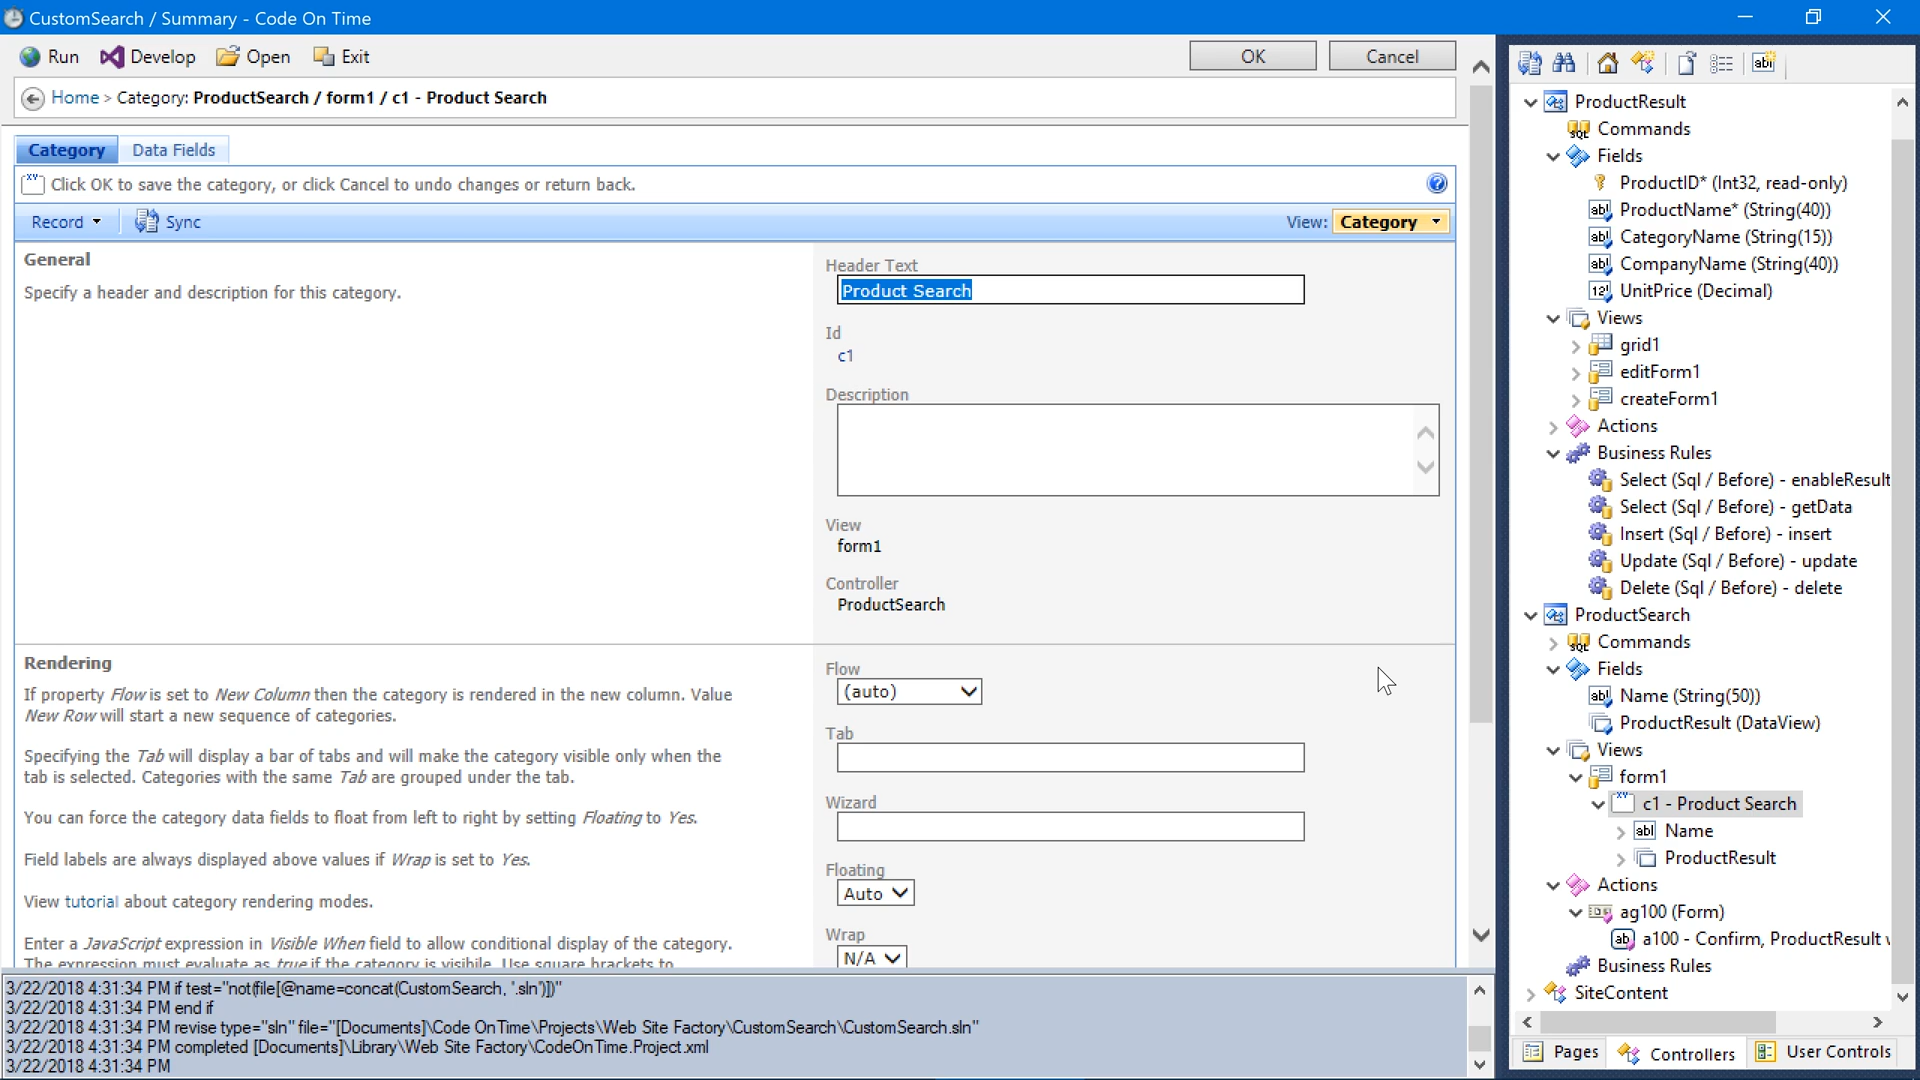 CustomSearch / Summary - Code On Time
Run Develop Open Exit OK Cancel
Home > Category: ProductSearch / form1 / c1 - Product Search
Category Data Fields
Click OK to save the category, or click Cancel to undo changes or return back.
Record Sync View: Category
General
Specify a header and description for this category.
Header Text
Product Search
Id
c1
Description
View
form1
Controller
ProductSearch
Rendering
If property Flow is set to New Column then the category is rendered in the new column. Value
New Row will start a new sequence of categories.
Specifying the Tab will display a bar of tabs and will make the category visible only when the
tab is selected. Categories with the same Tab are grouped under the tab.
You can force the category data fields to float from left to right by setting Floating to Yes.
Field labels are always displayed above values if Wrap is set to Yes.
View tutorial about category rendering modes.
Enter a JavaScript expression in Visible When field to allow conditional display of the category.
The expression must evaluate as true if the category is visibile. Use square brackets to
Flow
(auto)
Tab
Wizard
Floating
Auto
Wrap
N/A
3/22/2018 4:31:34 PM if test="not(file[@name=concat(CustomSearch, '.sln')])"
3/22/2018 4:31:34 PM end if
3/22/2018 4:31:34 PM revise type="sln" file="[Documents]\Code OnTime\Projects\Web Site Factory\CustomSearch\CustomSearch.sln"
3/22/2018 4:31:34 PM completed [Documents]\Library\Web Site Factory\CodeOnTime.Project.xml
3/22/2018 4:31:34 PM
ProductResult
Commands
Fields
ProductID* (Int32, read-only)
ProductName* (String(40))
CategoryName (String(15))
CompanyName (String(40))
UnitPrice (Decimal)
Views
grid1
editForm1
createForm1
Actions
Business Rules
Select (Sql / Before) - enableResult
Select (Sql / Before) - getData
Insert (Sql / Before) - insert
Update (Sql / Before) - update
Delete (Sql / Before) - delete
ProductSearch
Commands
Fields
Name (String(50))
ProductResult (DataView)
Views
form1
c1 - Product Search
Name
ProductResult
Actions
ag100 (Form)
a100 - Confirm, ProductResult
Business Rules
SiteContent
Pages Controllers User Controls